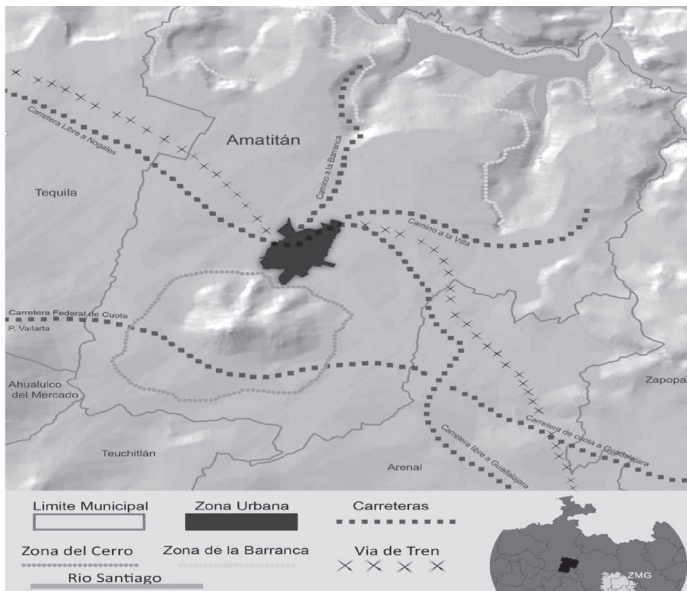 Carretera Libre a Nogales
Amatitán
Camino a la Barranca
Tequila
Camino a la Villa
Carretera Federal de Cuota
P. Vallarta
Ahualulco
del Mercado
Zapopa
Carretera de cuota a Guadalajara
Carretera libre a Guadalajara
Teuchitlán
Arenal
Limite Municipal
Zona Urbana
Carreteras
Zona del Cerro
Zona de la Barranca
Via de Tren
Rio Santiago
ZMG